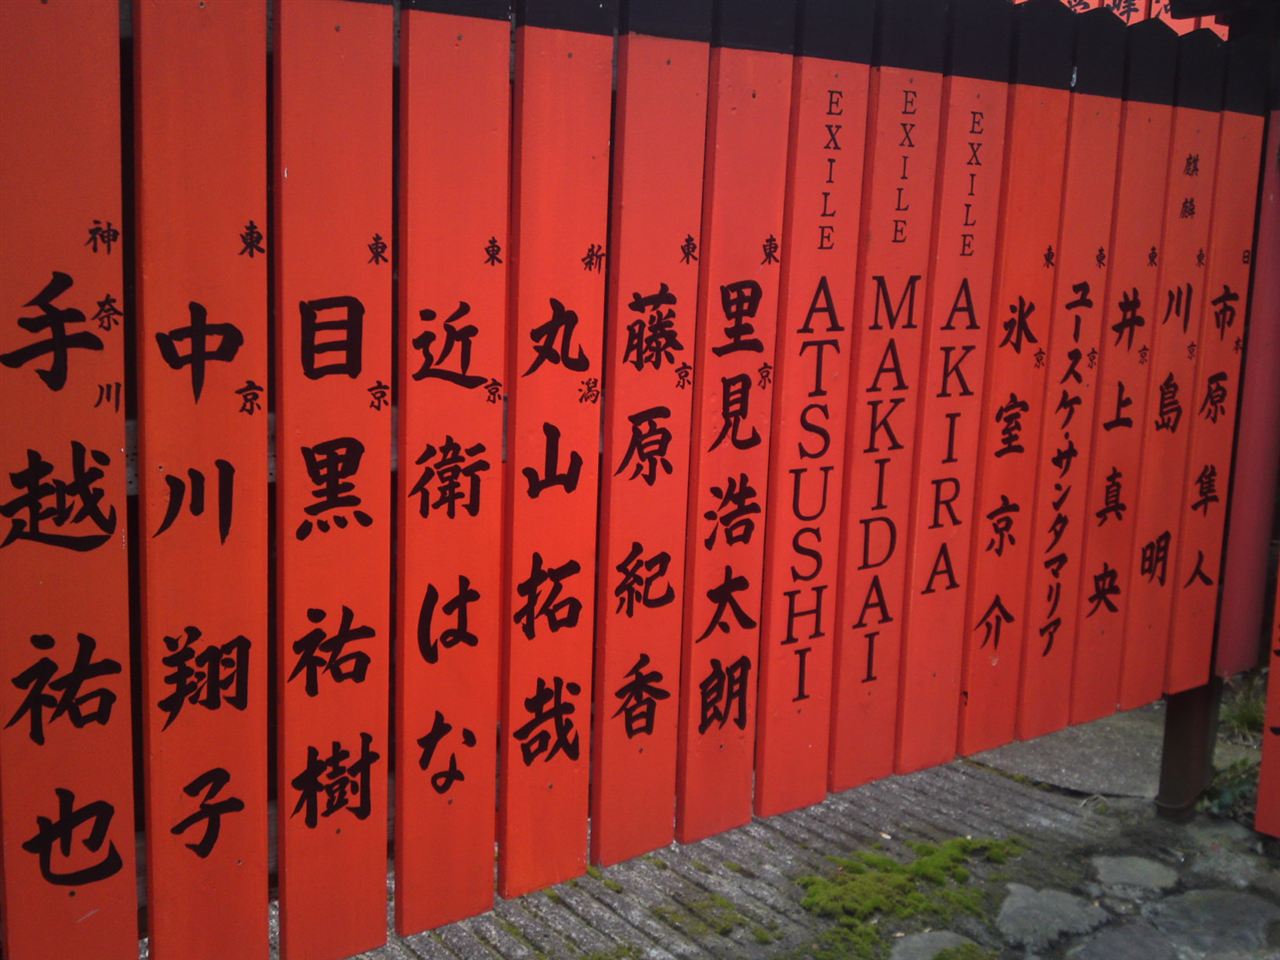 日本 市原隼人
麒麟 東京 川島 明
東京 井上真央
東京 ユースケ・サンタマリア
東京 氷室京介
EXILE AKIRA
EXILE MAKIDAI
EXILE ATSUSHI
東京 里見浩太朗
東京 藤原紀香
新潟 丸山拓哉
東京 近衛はな
東京 目黒祐樹
東京 中川翔子
神奈川 手越祐也